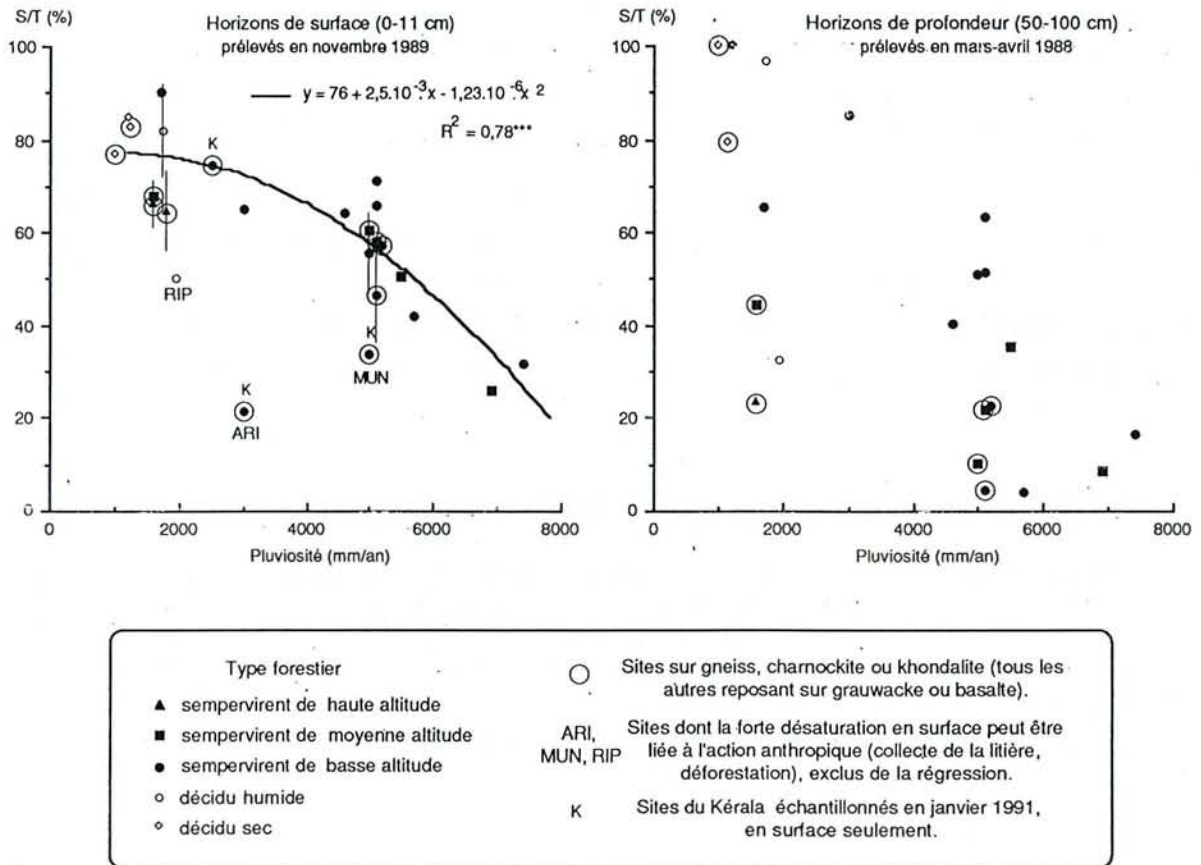 S/T (%)
Horizons de surface (0-11 cm)
prélevés en novembre 1989
y = 76 + 2,5.10⁻³x - 1,23.10⁻⁶x²
R² = 0,78***
100
80
60
40
20
0
K
RIP
K
ARI
K
MUN
0
2000
4000
6000
8000
Pluviosité (mm/an)
S/T (%)
Horizons de profondeur (50-100 cm)
prélevés en mars-avril 1988
100
80
60
40
20
0
0
2000
4000
6000
8000
Pluviosité (mm/an)
Type forestier
sempervirent de haute altitude
sempervirent de moyenne altitude
sempervirent de basse altitude
décidu humide
décidu sec
Sites sur gneiss, charnockite ou khondalite (tous les
autres reposant sur grauwacke ou basalte).
ARI,
MUN, RIP
Sites dont la forte désaturation en surface peut être
liée à l'action anthropique (collecte de la litière,
déforestation), exclus de la régression.
K
Sites du Kérala échantillonnés en janvier 1991,
en surface seulement.